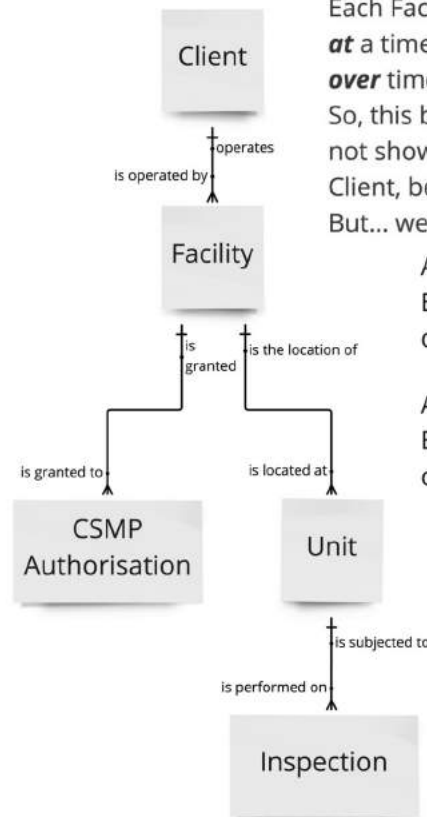 Each Fac
at a time
over time
So, this b
not show
Client, be
But... we
Client
operates
is operated by
Facility
is
granted
is the location of
is granted to
is located at
CSMP
Authorisation
Unit
is subjected to
is performed on
Inspection